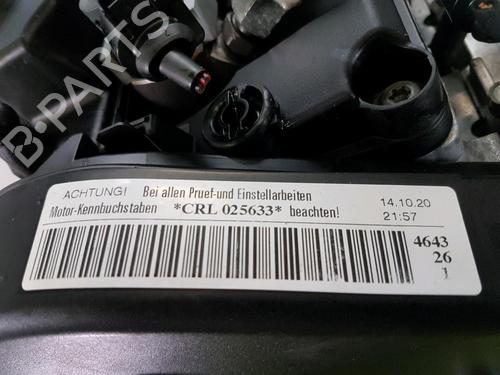 B-PARTS
ACHTUNG! Bei allen Pruef-und Einstellarbeiten
Motor-Kennbuchstaben *CRL 025633* beachten!
14.10.20
21:57
4643
26
1